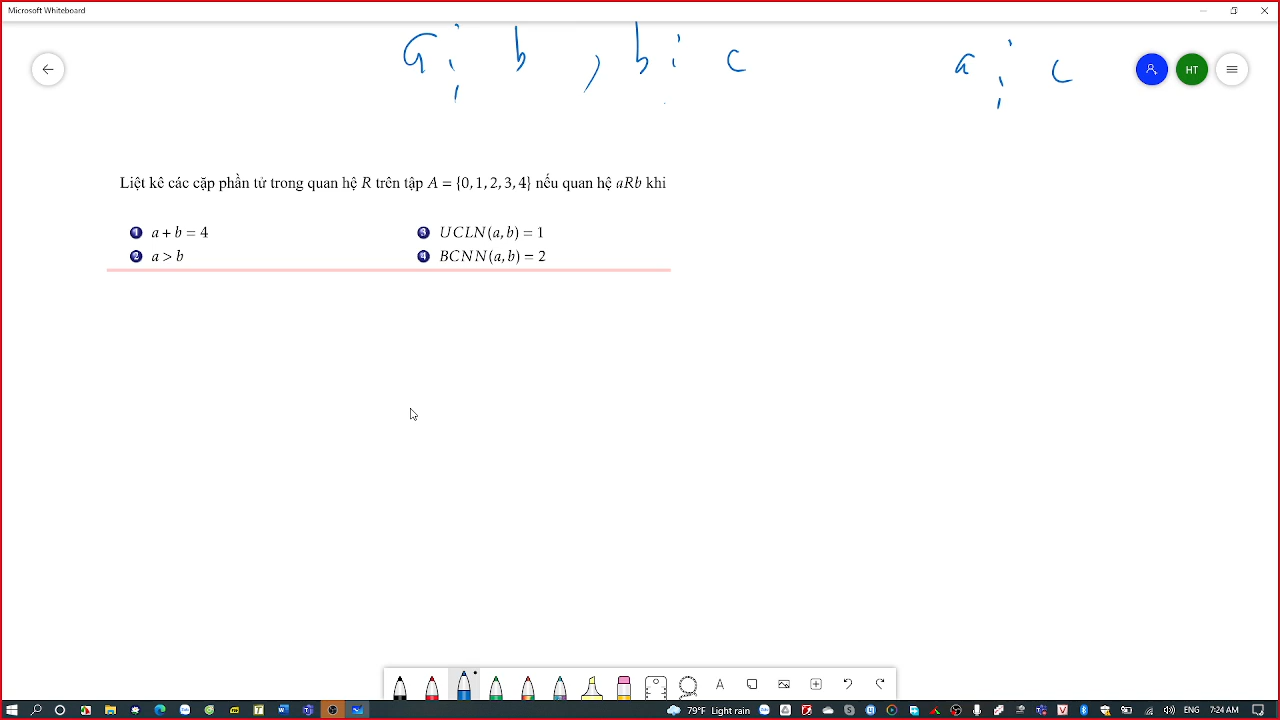 Microsoft Whiteboard
a ⋮ b , b ⋮ c a ⋮ c
HT
Liệt kê các cặp phần tử trong quan hệ R trên tập A = {0, 1, 2, 3, 4} nếu quan hệ aRb khi
1 a + b = 4
2 a > b
3 UCLN(a, b) = 1
4 BCNN(a, b) = 2
A
79°F Light rain
ENG
7:24 AM